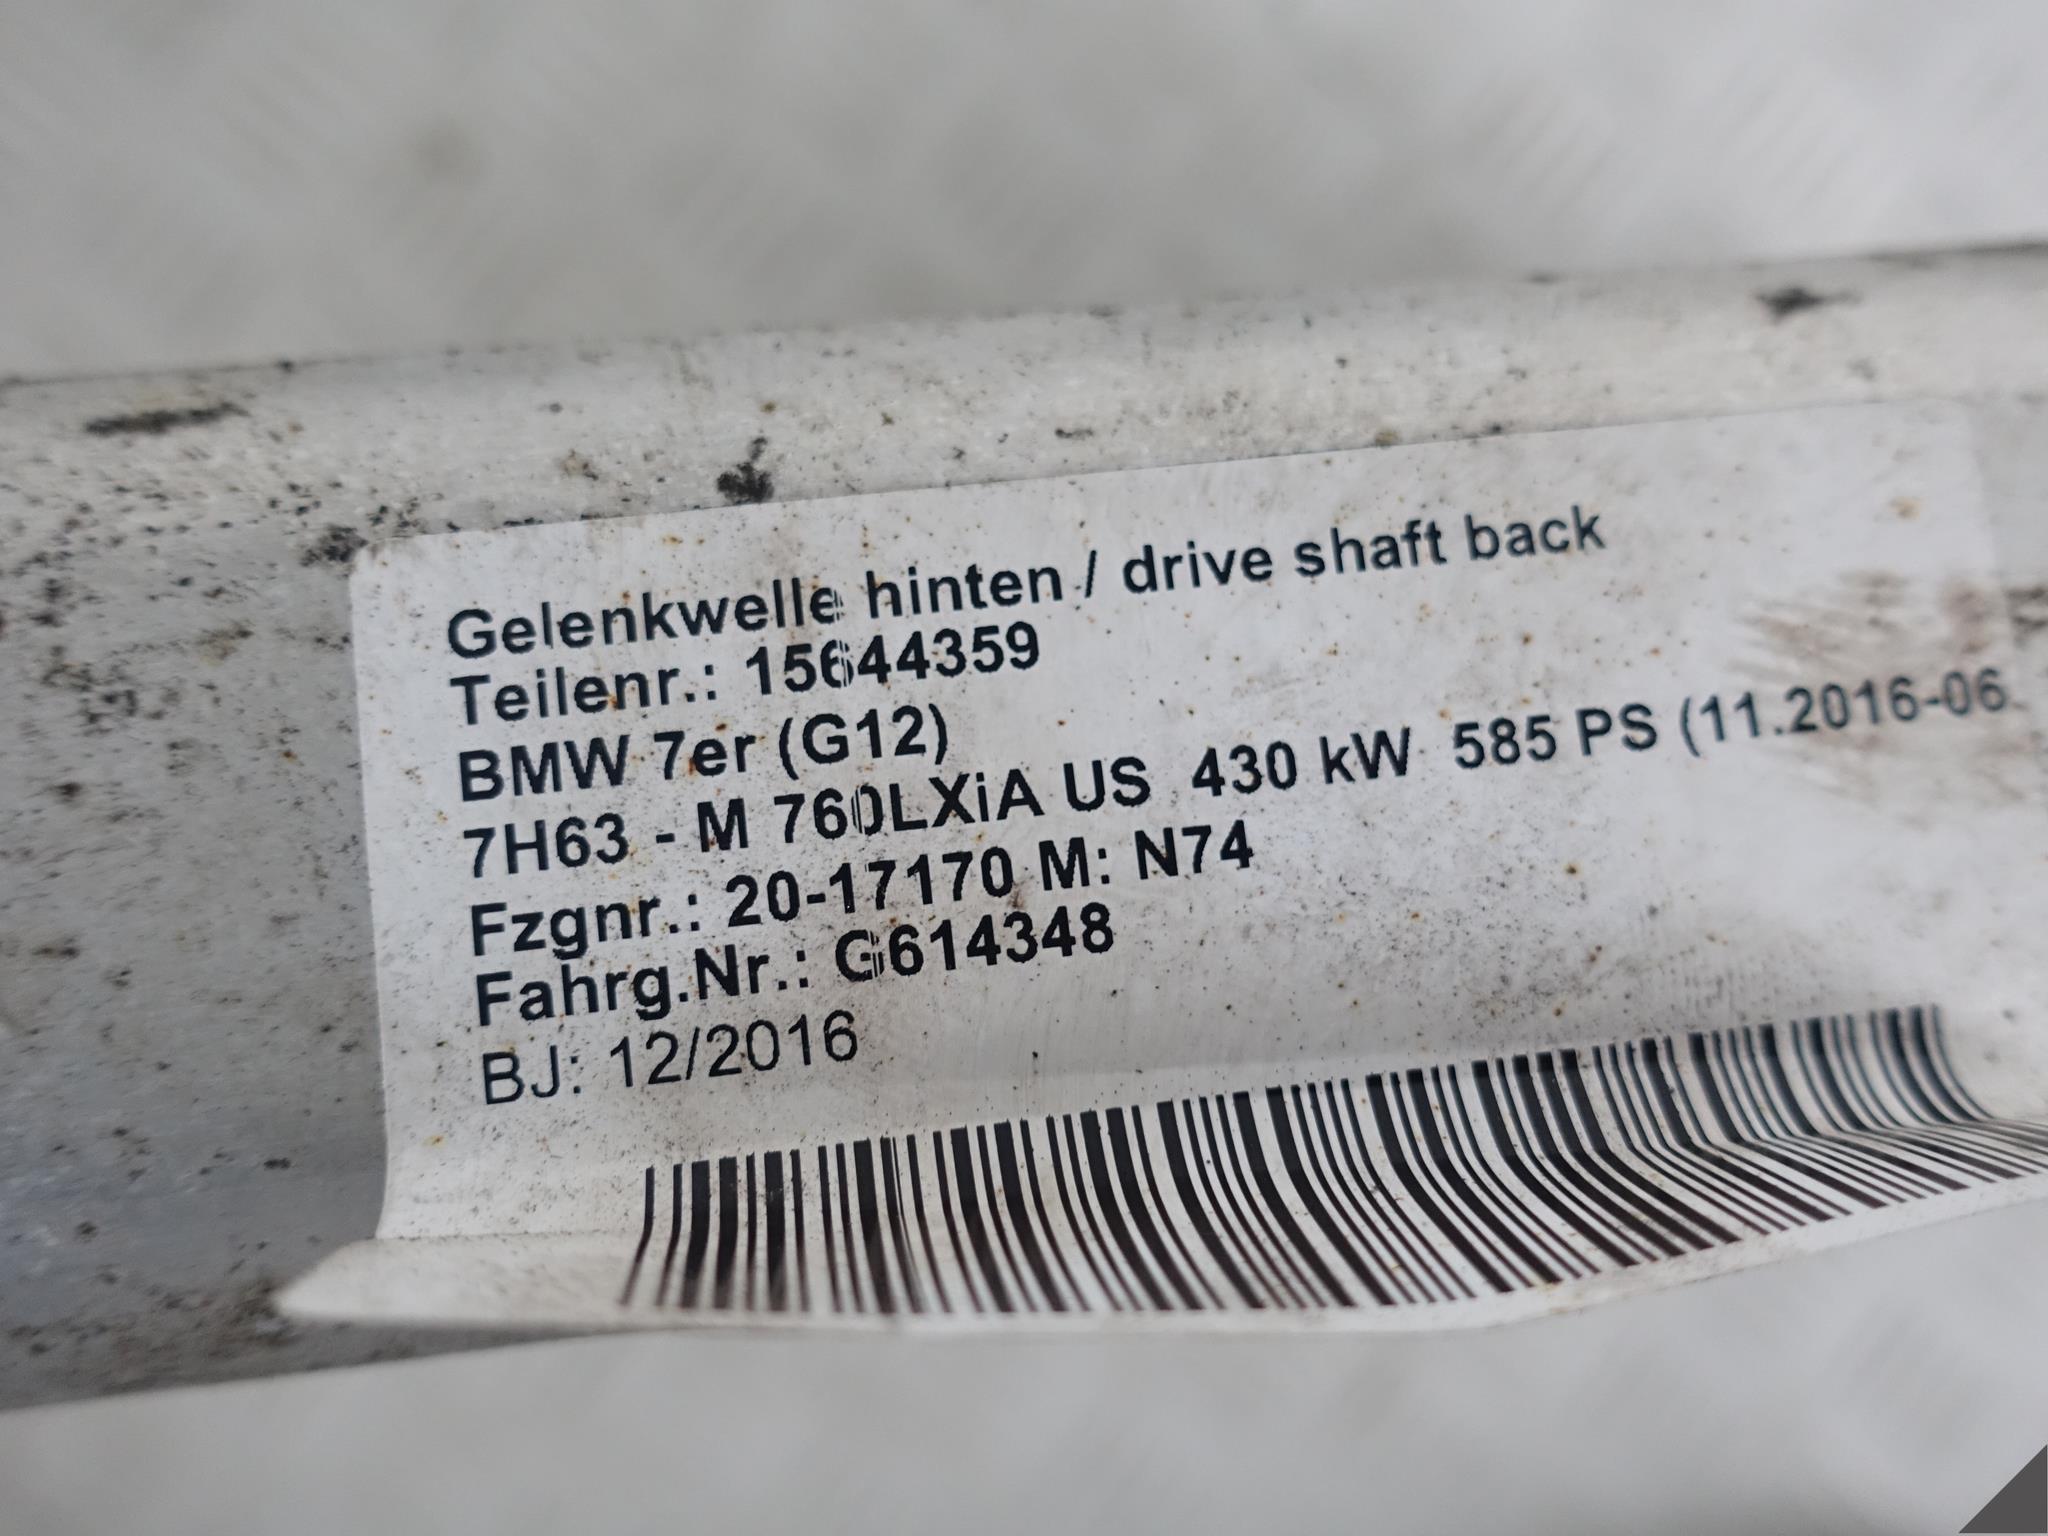 Gelenkwelle hinten / drive shaft back
Teilenr.: 15644359
BMW 7er (G12)
7H63 - M 760LXiA US 430 kW 585 PS (11.2016-06.
Fzgnr.: 20-17170 M: N74
Fahrg.Nr.: G614348
BJ: 12/2016